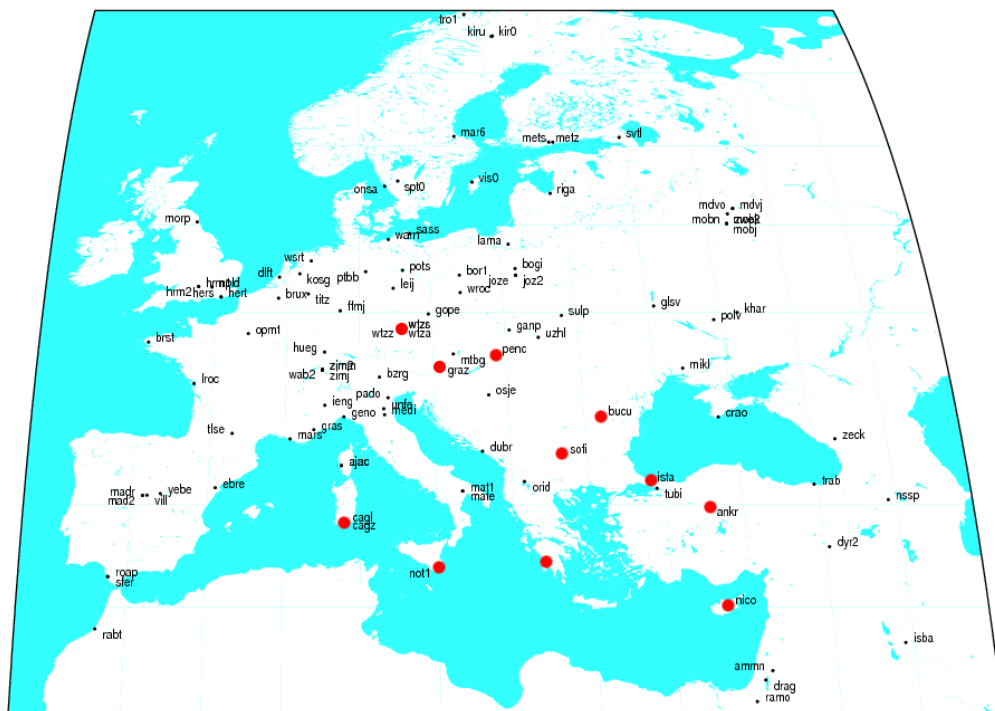 tro1
kiru kir0
mar6
mets metz
svtl
onsa
spt0
vis0
riga
morp
mdvo mdvj
mobn
mobj
warn
sass
lama
wsrt
dlft
kosg
ptbb
pots
bor1
bogi
joze joz2
hrm2 hers
hert
brux
titz
leij
wroc
ffmj
gope
sulp
glsv
polv
khar
brst
opmt
wtzz
wtzs
wtza
ganp
uzhl
hueg
wab2
zimj
mtbg
penc
graz
bzrg
mikl
lroc
pado
osje
ieng
unfe
medi
geno
bucu
crao
tlse
mars
gras
zeck
dubr
sofi
ajac
madr
mad2
vill
yebe
ebre
mat1
mate
orid
ista
tubi
trab
nssp
cagl
cagz
ankr
dyr2
roap
sfer
not1
nico
rabt
isba
amrnn
drag
ramo